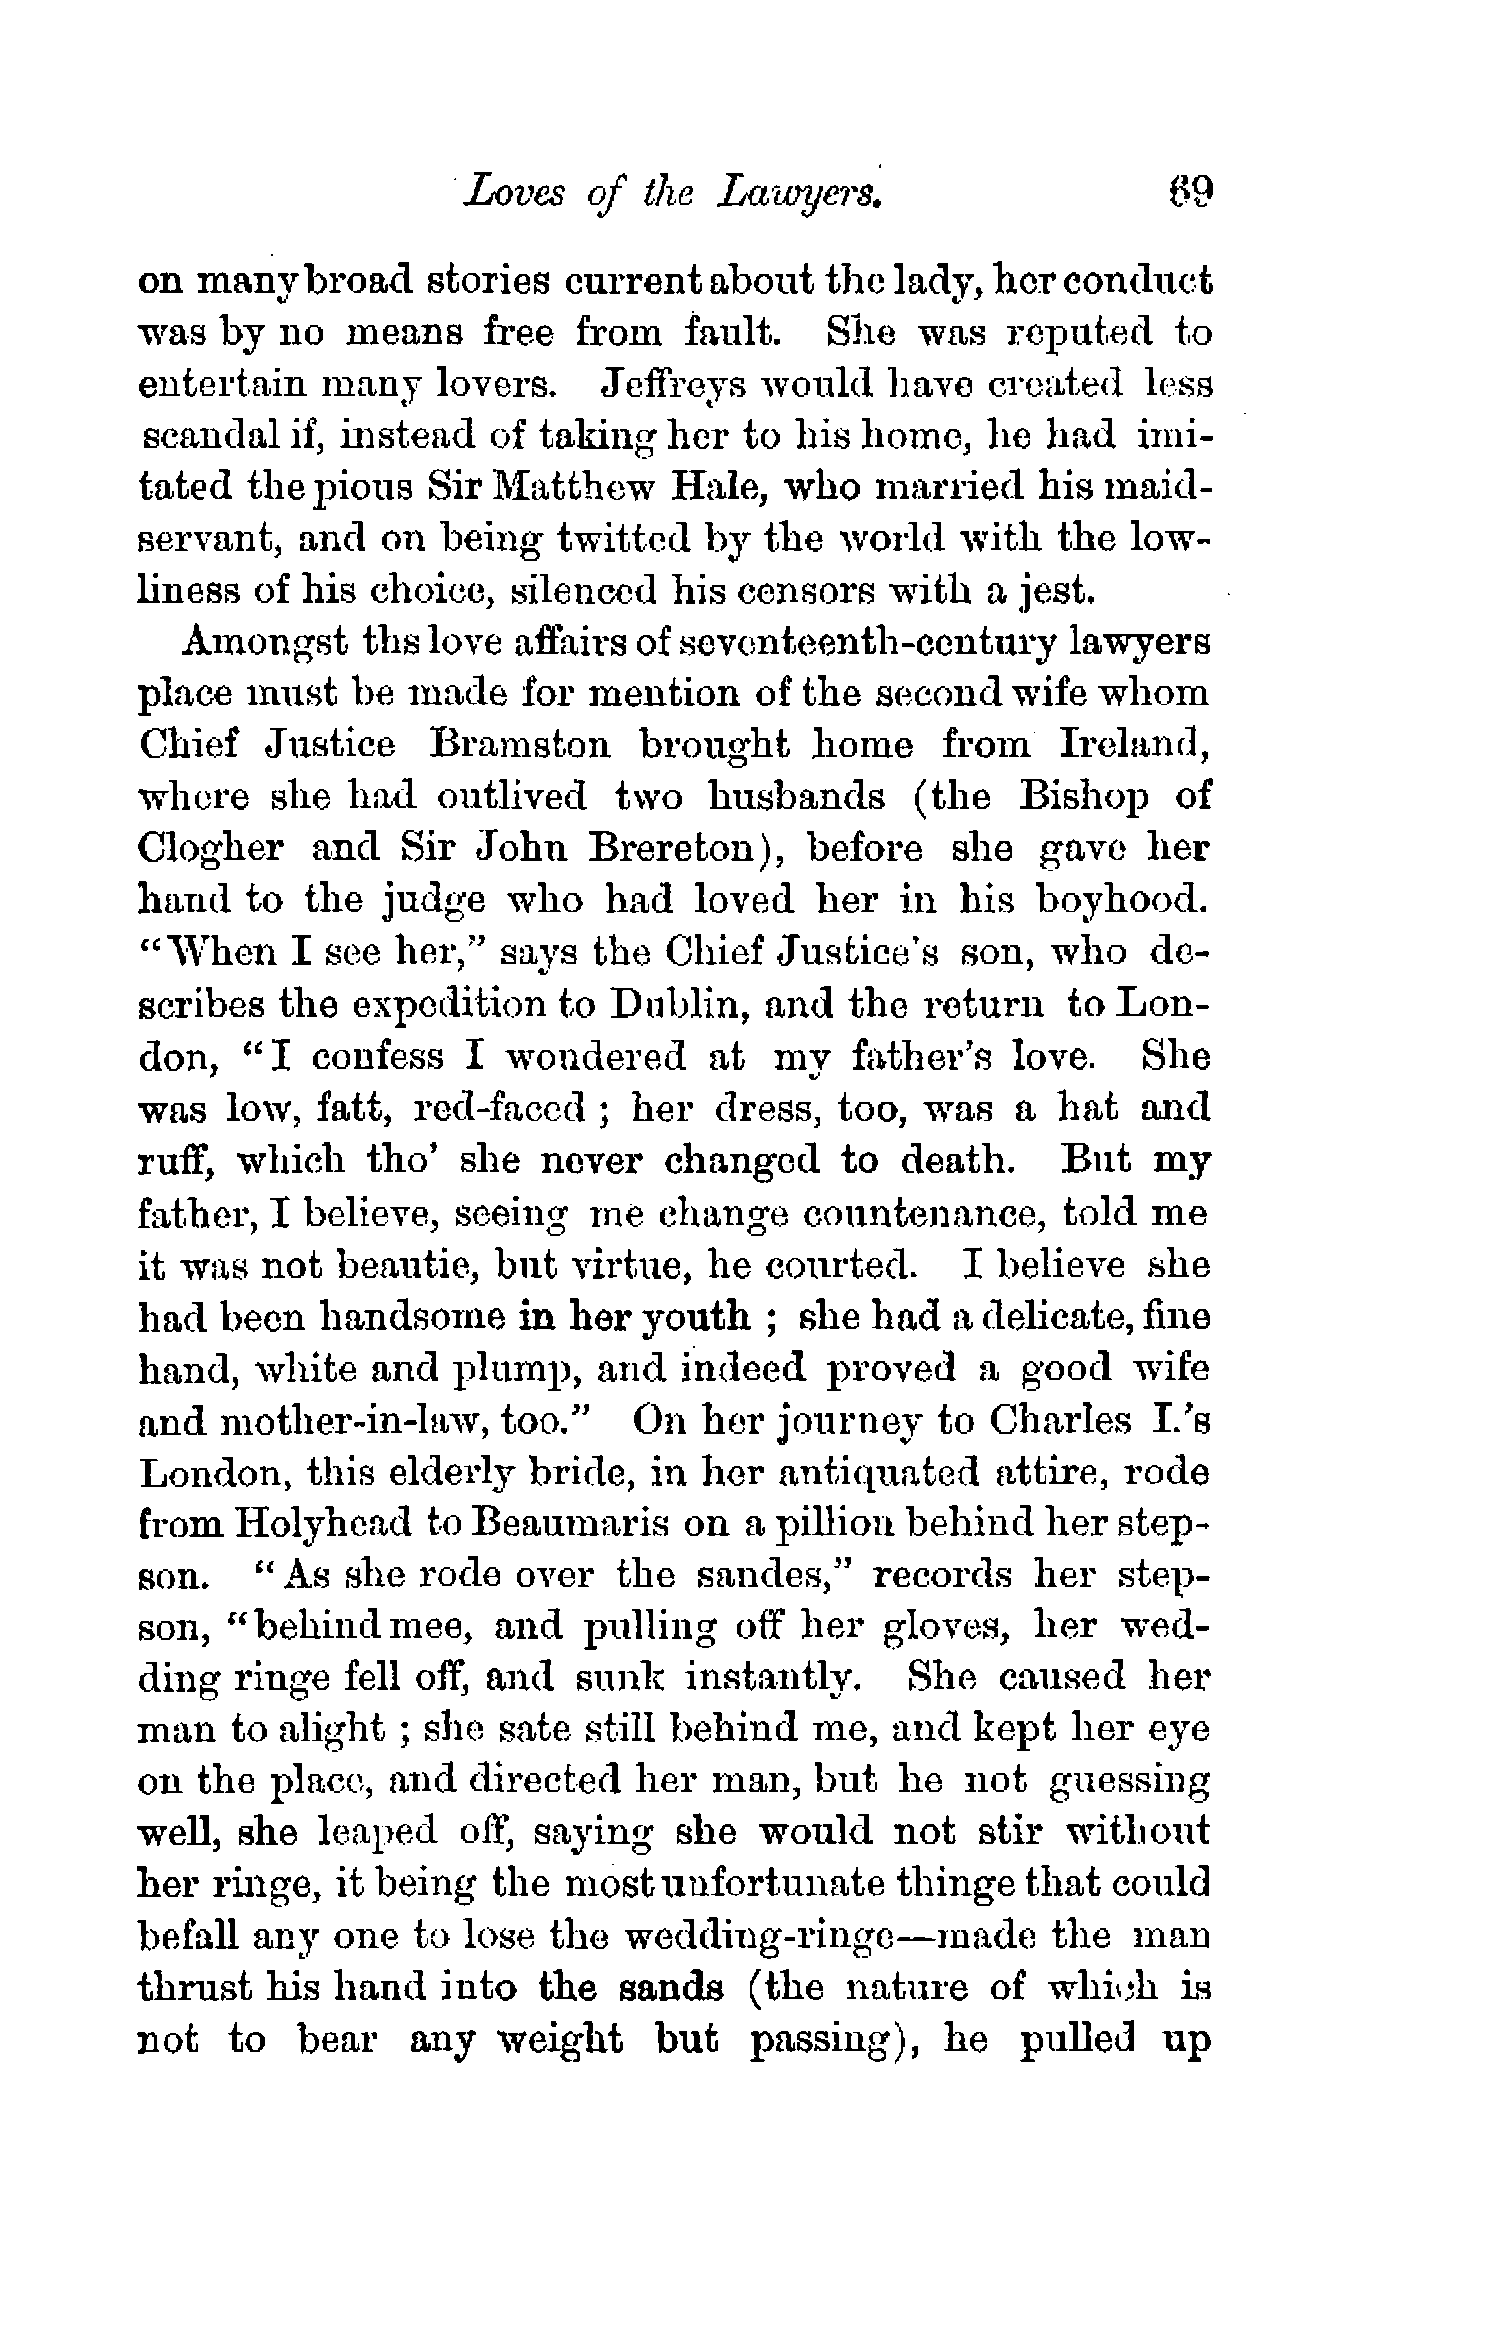 Loves of the Lawyers. 69
on many broad stories current about the lady, her conduct
was by no means free from fault. She was reputed to
entertain many lovers. Jeffreys would have created less
scandal if, instead of taking her to his home, he had imi-
tated the pious Sir Matthew Hale, who married his maid-
servant, and on being twitted by the world with the low-
liness of his choice, silenced his censors with a jest.
Amongst ths love affairs of seventeenth-century lawyers
place must be made for mention of the second wife whom
Chief Justice Bramston brought home from Ireland,
where she had outlived two husbands (the Bishop of
Clogher and Sir John Brereton), before she gave her
hand to the judge who had loved her in his boyhood.
"When I see her," says the Chief Justice's son, who de-
scribes the expedition to Dublin, and the return to Lon-
don, "I confess I wondered at my father's love. She
was low, fatt, red-faced ; her dress, too, was a hat and
ruff, which tho' she never changed to death. But my
father, I believe, seeing me change countenance, told me
it was not beautie, but virtue, he courted. I believe she
had been handsome in her youth ; she had a delicate, fine
hand, white and plump, and indeed proved a good wife
and mother-in-law, too." On her journey to Charles I.'s
London, this elderly bride, in her antiquated attire, rode
from Holyhead to Beaumaris on a pillion behind her step-
son. "As she rode over the sandes," records her step-
son, "behind mee, and pulling off her gloves, her wed-
ding ringe fell off, and sunk instantly. She caused her
man to alight ; she sate still behind me, and kept her eye
on the place, and directed her man, but he not guessing
well, she leaped off, saying she would not stir without
her ringe, it being the most unfortunate thinge that could
befall any one to lose the wedding-ringe—made the man
thrust his hand into the sands (the nature of which is
not to bear any weight but passing), he pulled up